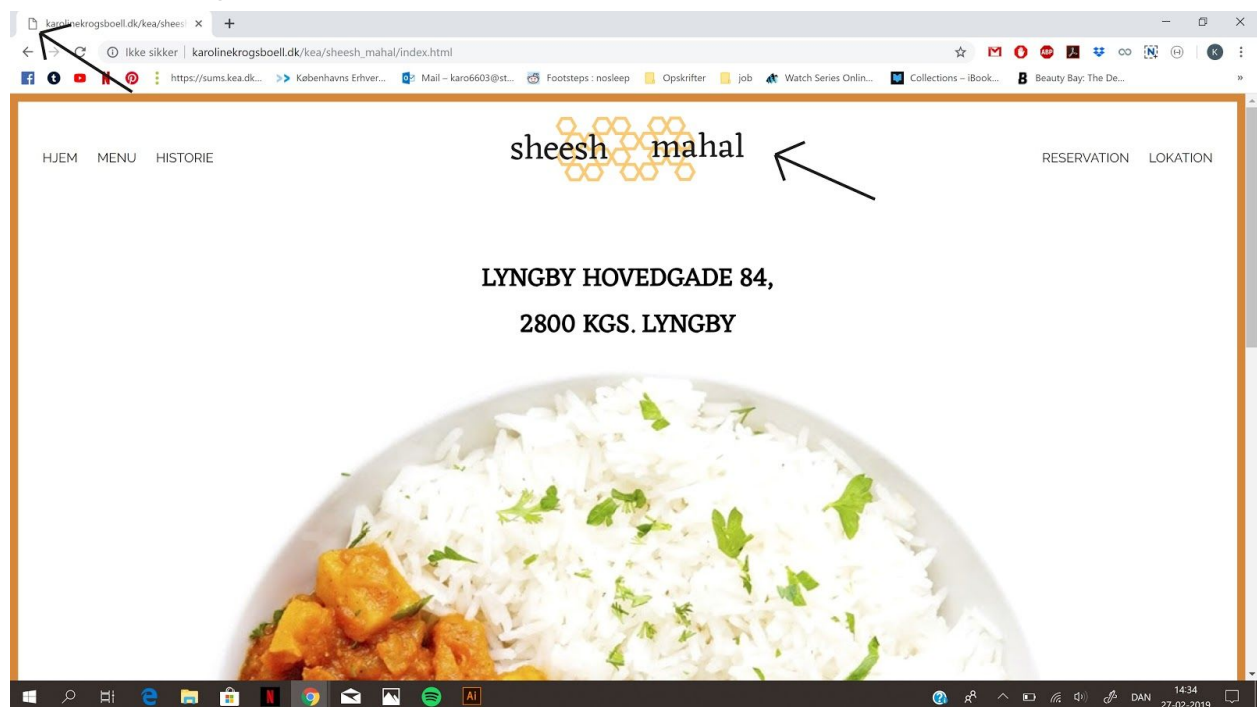 karolinekrogsboell.dk/kea/sheesl
Ikke sikker | karolinekrogsboell.dk/kea/sheesh_mahal/index.html
https://sums.kea.dk... Københavns Erhver... Mail – karo6603@st... Footsteps : nosleep Opskrifter job Watch Series Onlin... Collections – iBook... Beauty Bay: The De...
HJEM MENU HISTORIE sheesh mahal RESERVATION LOKATION
LYNGBY HOVEDGADE 84,
2800 KGS. LYNGBY
DAN 14:34
27-02-2019